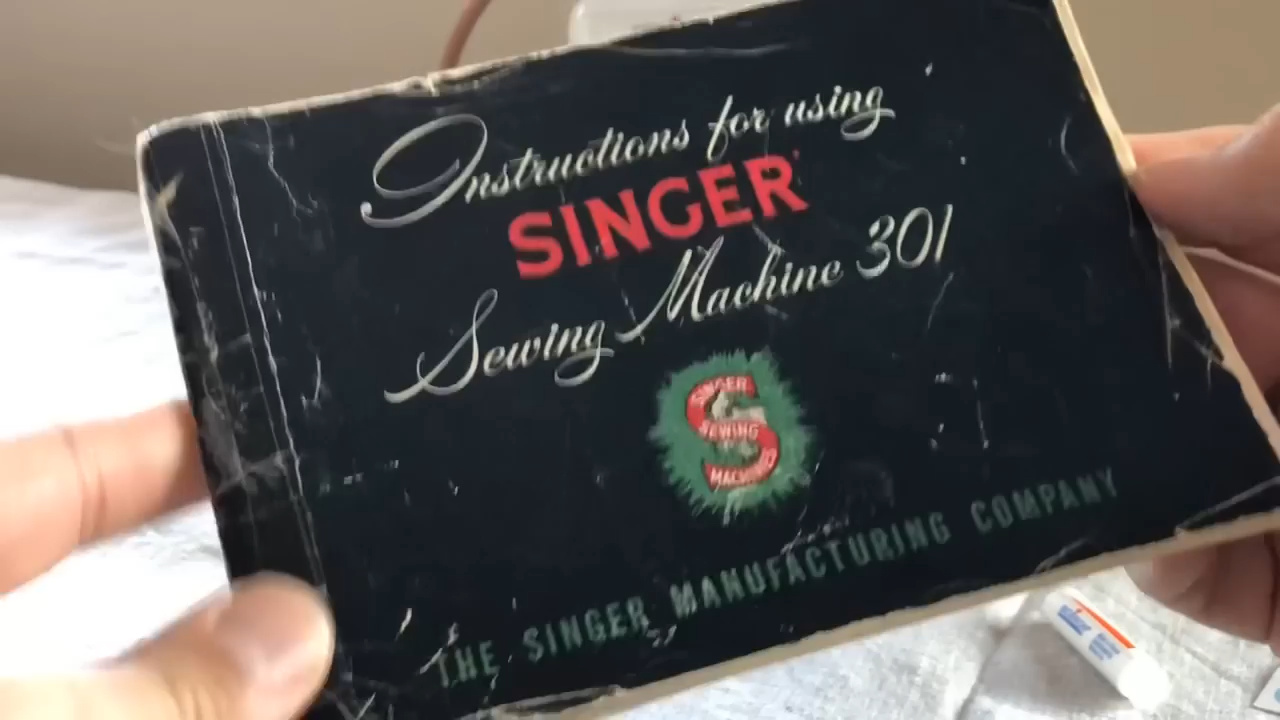 Instructions for using
SINGER
Sewing Machine 301
SINGER
SEWING
MACHINES
THE SINGER MANUFACTURING COMPANY